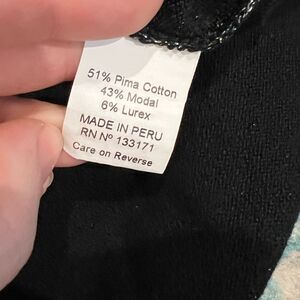 51% Pima Cotton
43% Modal
6% Lurex
MADE IN PERU
RN Nº 133171
Care on Reverse